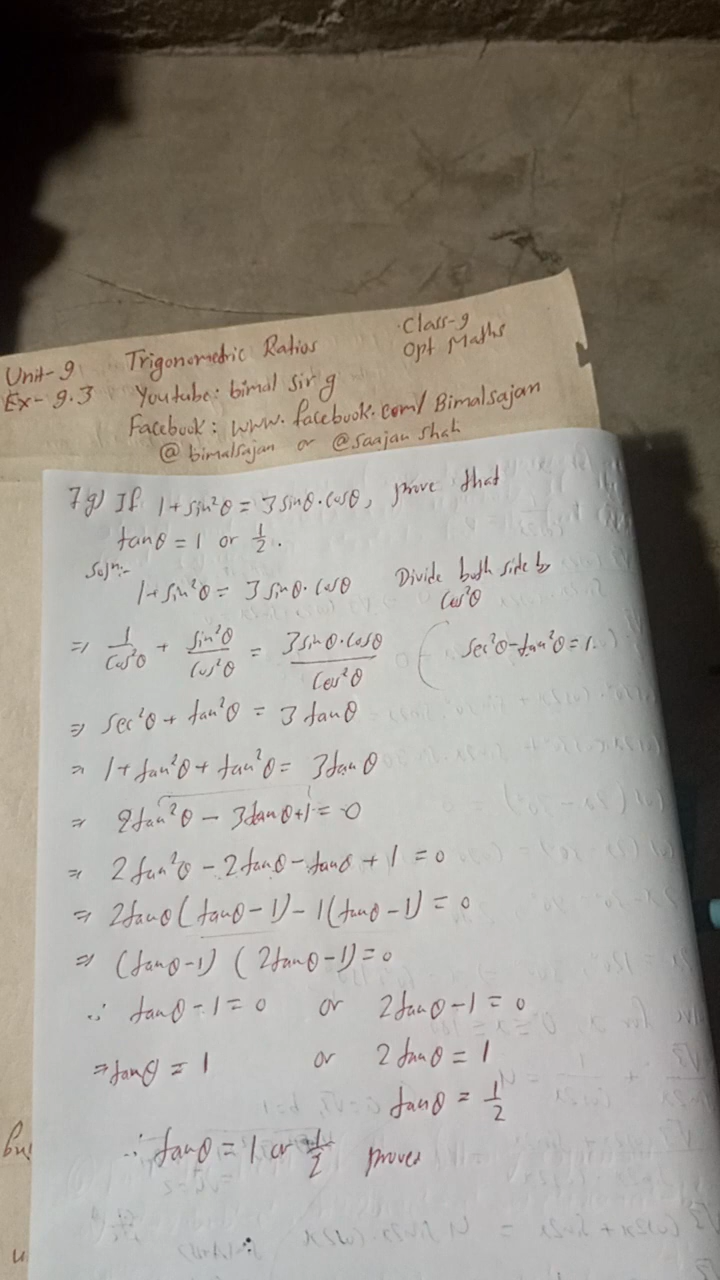 Unit-9 Trigonometric Ratios Class-9
Ex-9.3 Youtube: bimal sir g Opt Maths
Facebook: www.facebook.com/Bimalsajan
@bimalsajan or @saajan shah
7g) If 1+sin²θ = 3sinθ.cosθ, prove that
tanθ = 1 or 1/2.
Soln:-
1+sin²θ = 3sinθ.cosθ Divide both side by
cos²θ
⇒ 1/cos²θ + sin²θ/cos²θ = 3sinθ.cosθ/cos²θ ( sec²θ-tan²θ=1.
⇒ sec²θ + tan²θ = 3tanθ
⇒ 1+tan²θ+tan²θ = 3tanθ
⇒ 2tan²θ - 3tanθ+1 = 0
⇒ 2tan²θ - 2tanθ - tanθ + 1 = 0
⇒ 2tanθ(tanθ-1) - 1(tanθ-1) = 0
⇒ (tanθ-1) (2tanθ-1) = 0
∴ tanθ-1 = 0 or 2tanθ-1 = 0
⇒ tanθ = 1 or 2tanθ = 1
tanθ = 1/2
∴ tanθ = 1 or 1/2 proved